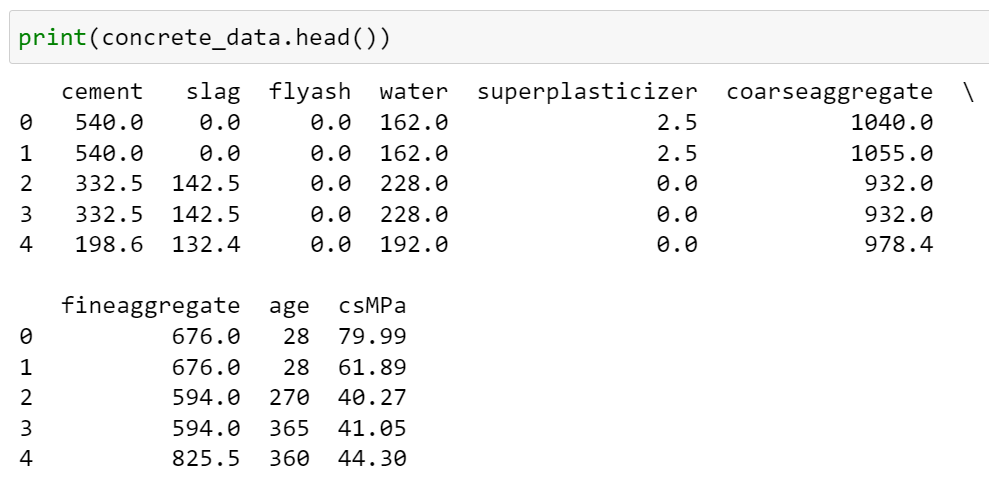 print(concrete_data.head())
   cement   slag  flyash  water  superplasticizer  coarseaggregate  \
0   540.0    0.0     0.0  162.0               2.5           1040.0
1   540.0    0.0     0.0  162.0               2.5           1055.0
2   332.5  142.5     0.0  228.0               0.0            932.0
3   332.5  142.5     0.0  228.0               0.0            932.0
4   198.6  132.4     0.0  192.0               0.0            978.4
   fineaggregate  age  csMPa
0          676.0   28  79.99
1          676.0   28  61.89
2          594.0  270  40.27
3          594.0  365  41.05
4          825.5  360  44.30